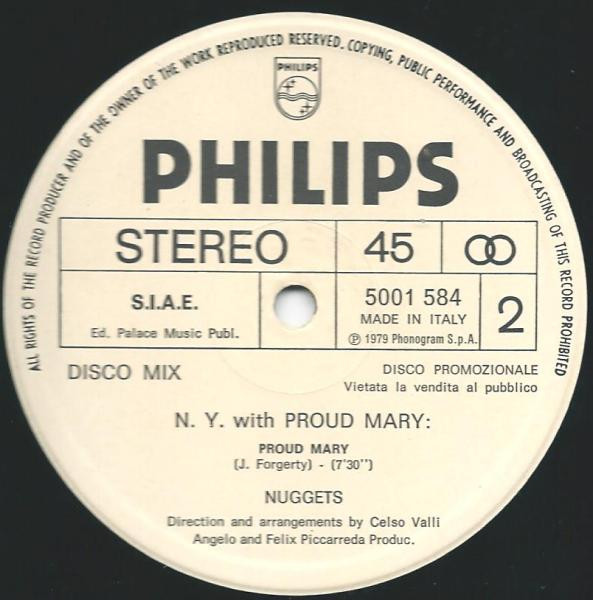 ALL RIGHTS OF THE RECORD PRODUCER AND OF THE OWNER OF THE WORK REPRODUCED RESERVED. COPYING, PUBLIC PERFORMANCE AND BROADCASTING OF THIS RECORD PROHIBITED
PHILIPS
PHILIPS
STEREO 45
S.I.A.E.
Ed. Palace Music Publ.
5001 584
MADE IN ITALY
℗ 1979 Phonogram S.p.A.
2
DISCO MIX
DISCO PROMOZIONALE
Vietata la vendita al pubblico
N. Y. with PROUD MARY:
PROUD MARY
(J. Forgerty) - (7'30'')
NUGGETS
Direction and arrangements by Celso Valli
Angelo and Felix Piccarreda Produc.